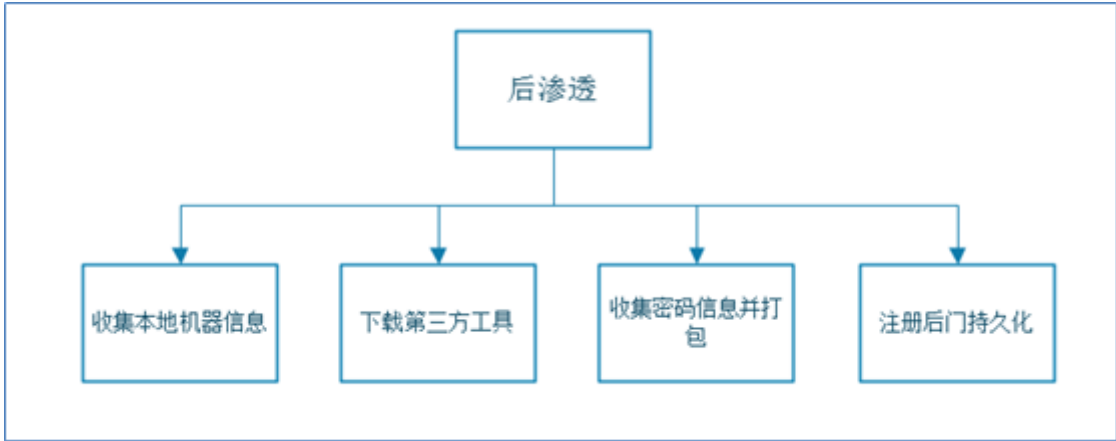 后渗透
收集本地机器信息
下载第三方工具
收集密码信息并打
包
注册后门持久化